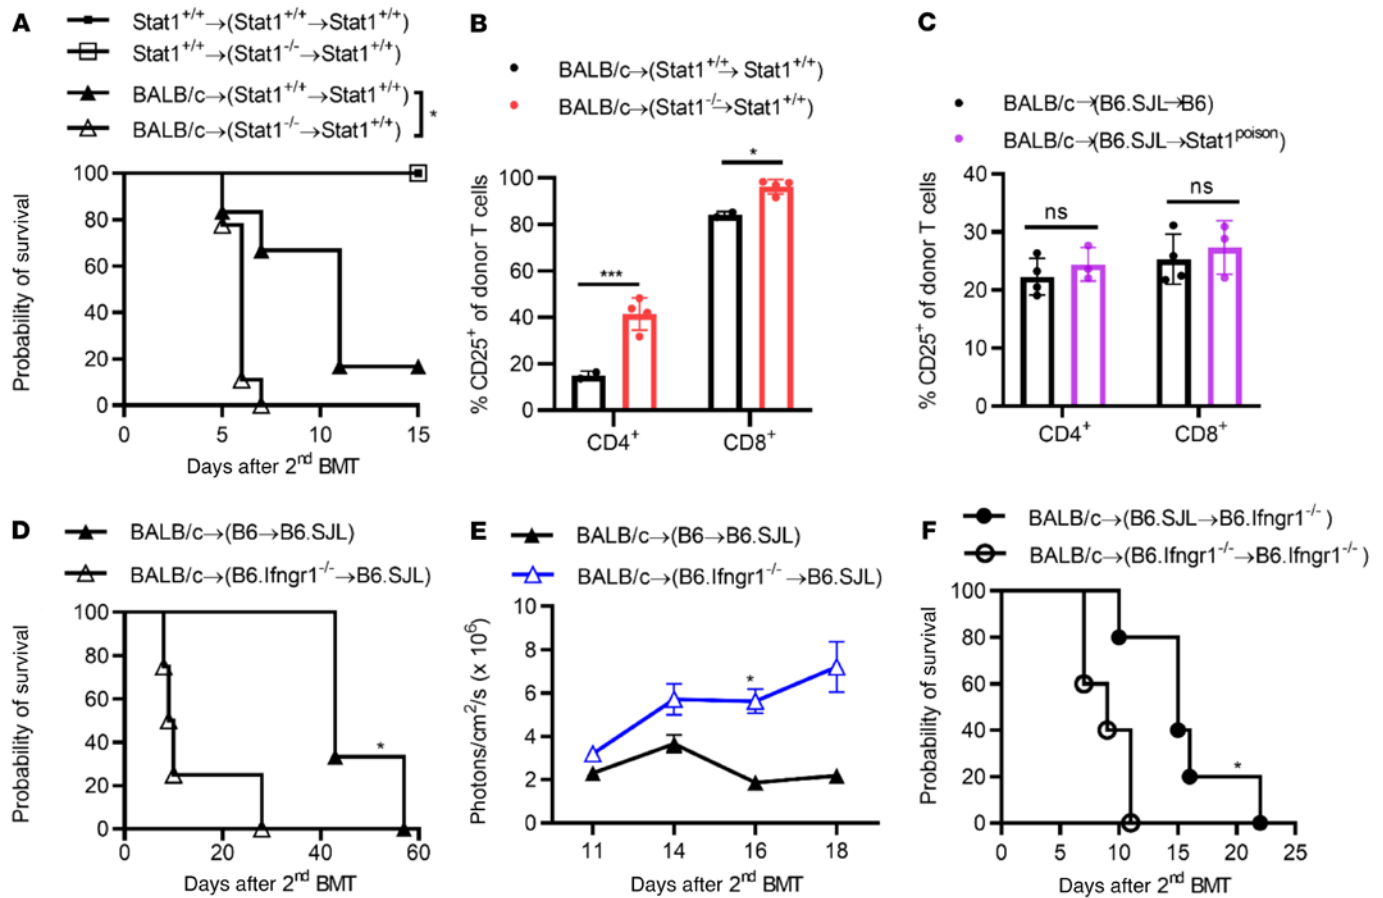 A
Stat1+/+→(Stat1+/+→Stat1+/+)
Stat1+/+→(Stat1-/-→Stat1+/+)
BALB/c→(Stat1+/+→Stat1+/+)
BALB/c→(Stat1-/-→Stat1+/+)
*
Probability of survival
100
80
60
40
20
0
0 5 10 15
Days after 2nd BMT
B
BALB/c→(Stat1+/+→Stat1+/+)
BALB/c→(Stat1-/-→Stat1+/+)
% CD25+ of donor T cells
100
80
60
40
20
0
***
*
CD4+ CD8+
C
BALB/c→(B6.SJL→B6)
BALB/c→(B6.SJL→Stat1poison)
% CD25+ of donor T cells
40
30
20
10
0
ns
ns
CD4+ CD8+
D
BALB/c→(B6→B6.SJL)
BALB/c→(B6.Ifngr1-/-→B6.SJL)
Probability of survival
100
80
60
40
20
0
*
0 20 40 60
Days after 2nd BMT
E
BALB/c→(B6→B6.SJL)
BALB/c→(B6.Ifngr1-/-→B6.SJL)
Photons/cm2/s (x 106)
10
8
6
4
2
0
*
11 14 16 18
Days after 2nd BMT
F
BALB/c→(B6.SJL→B6.Ifngr1-/-)
BALB/c→(B6.Ifngr1-/-→B6.Ifngr1-/-)
Probability of survival
100
80
60
40
20
0
*
0 5 10 15 20 25
Days after 2nd BMT